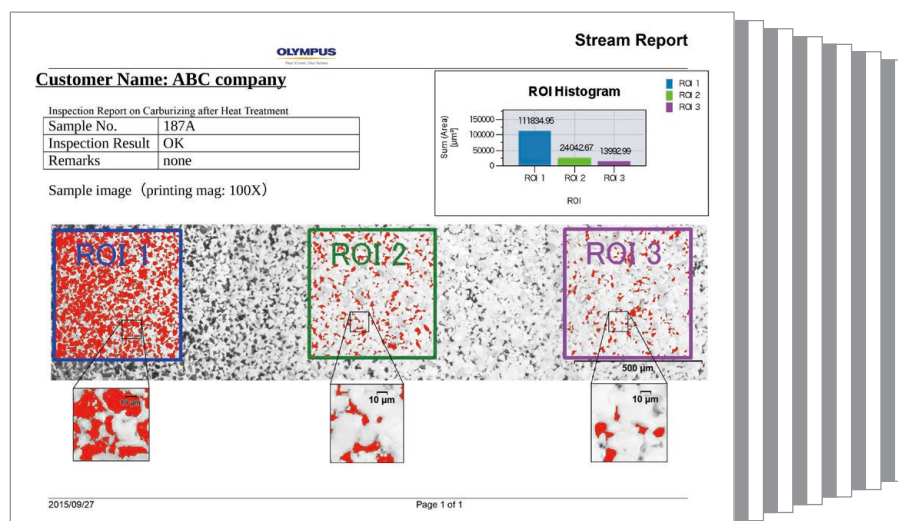 Stream Report
OLYMPUS
Your Vision, Our Future
Customer Name: ABC company
Inspection Report on Carburizing after Heat Treatment
Sample No. 187A
Inspection Result OK
Remarks none
Sample image（printing mag: 100X）
ROI Histogram
ROI 1
ROI 2
ROI 3
Sum (Area)
[µm²]
150000
100000
50000
0
111834.95
24042.67
13992.99
ROI 1 ROI 2 ROI 3
ROI
ROI 1 ROI 2 ROI 3
500 µm
10 µm 10 µm 10 µm
2015/09/27 Page 1 of 1